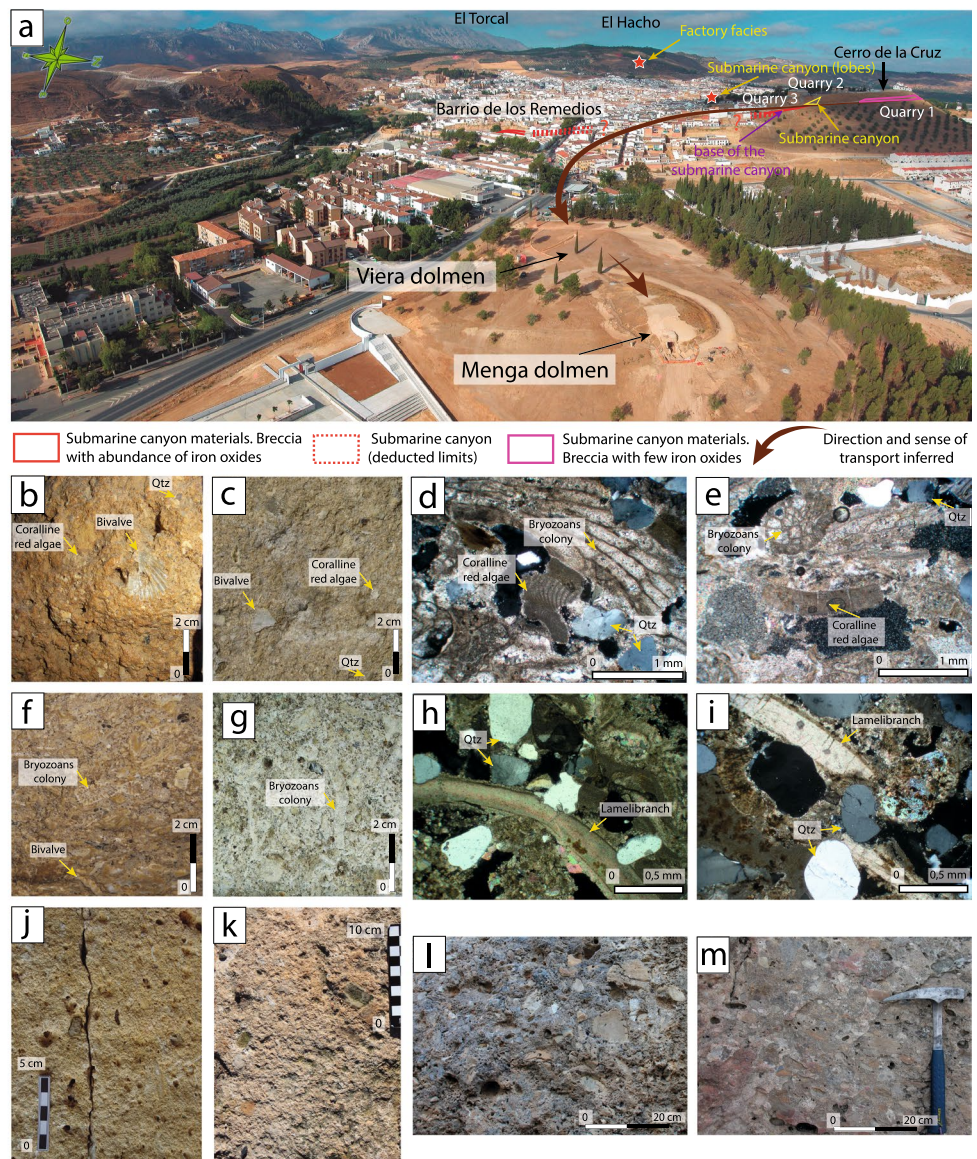 a
El Torcal
El Hacho
Factory facies
Cerro de la Cruz
Submarine canyon (lobes)
Quarry 2
Quarry 3
Quarry 1
Barrio de los Remedios
?
?
Submarine canyon
base of the
submarine canyon
Viera dolmen
Menga dolmen
Submarine canyon materials. Breccia
with abundance of iron oxides
Submarine canyon
(deducted limits)
Submarine canyon materials.
Breccia with few iron oxides
Direction and sense of
transport inferred
b
Qtz
Bivalve
Coralline
red algae
2 cm
0
c
Coralline
red algae
Bivalve
2 cm
Qtz
0
d
Bryozoans
colony
Coralline
red algae
Qtz
0
1 mm
e
Qtz
Bryozoans
colony
Coralline
red algae
0
1 mm
f
Bryozoans
colony
2 cm
Bivalve
0
g
Bryozoans
colony
2 cm
0
h
Qtz
Lamelibranch
0
0,5 mm
i
Lamelibranch
Qtz
0
0,5 mm
j
5 cm
0
k
10 cm
0
l
0
20 cm
m
0
20 cm